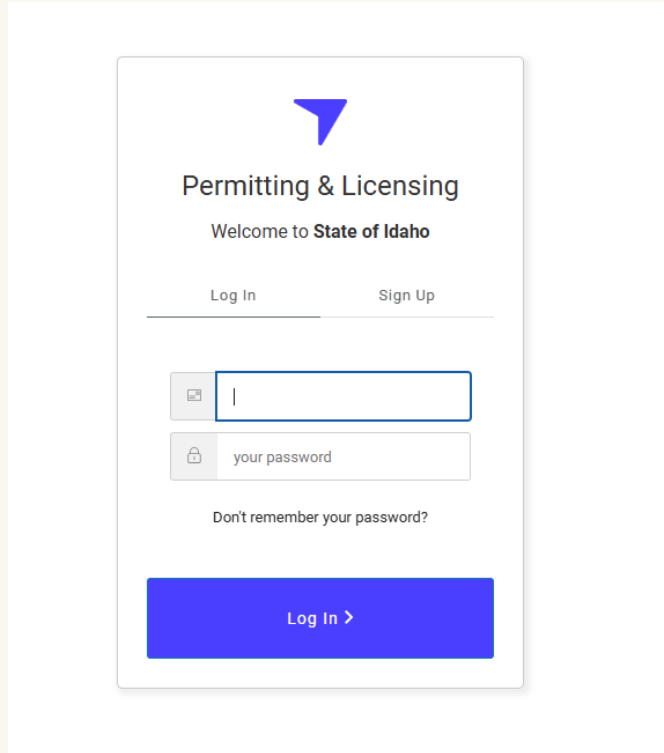 Permitting & Licensing
Welcome to State of Idaho
Log In Sign Up
your password
Don't remember your password?
Log In